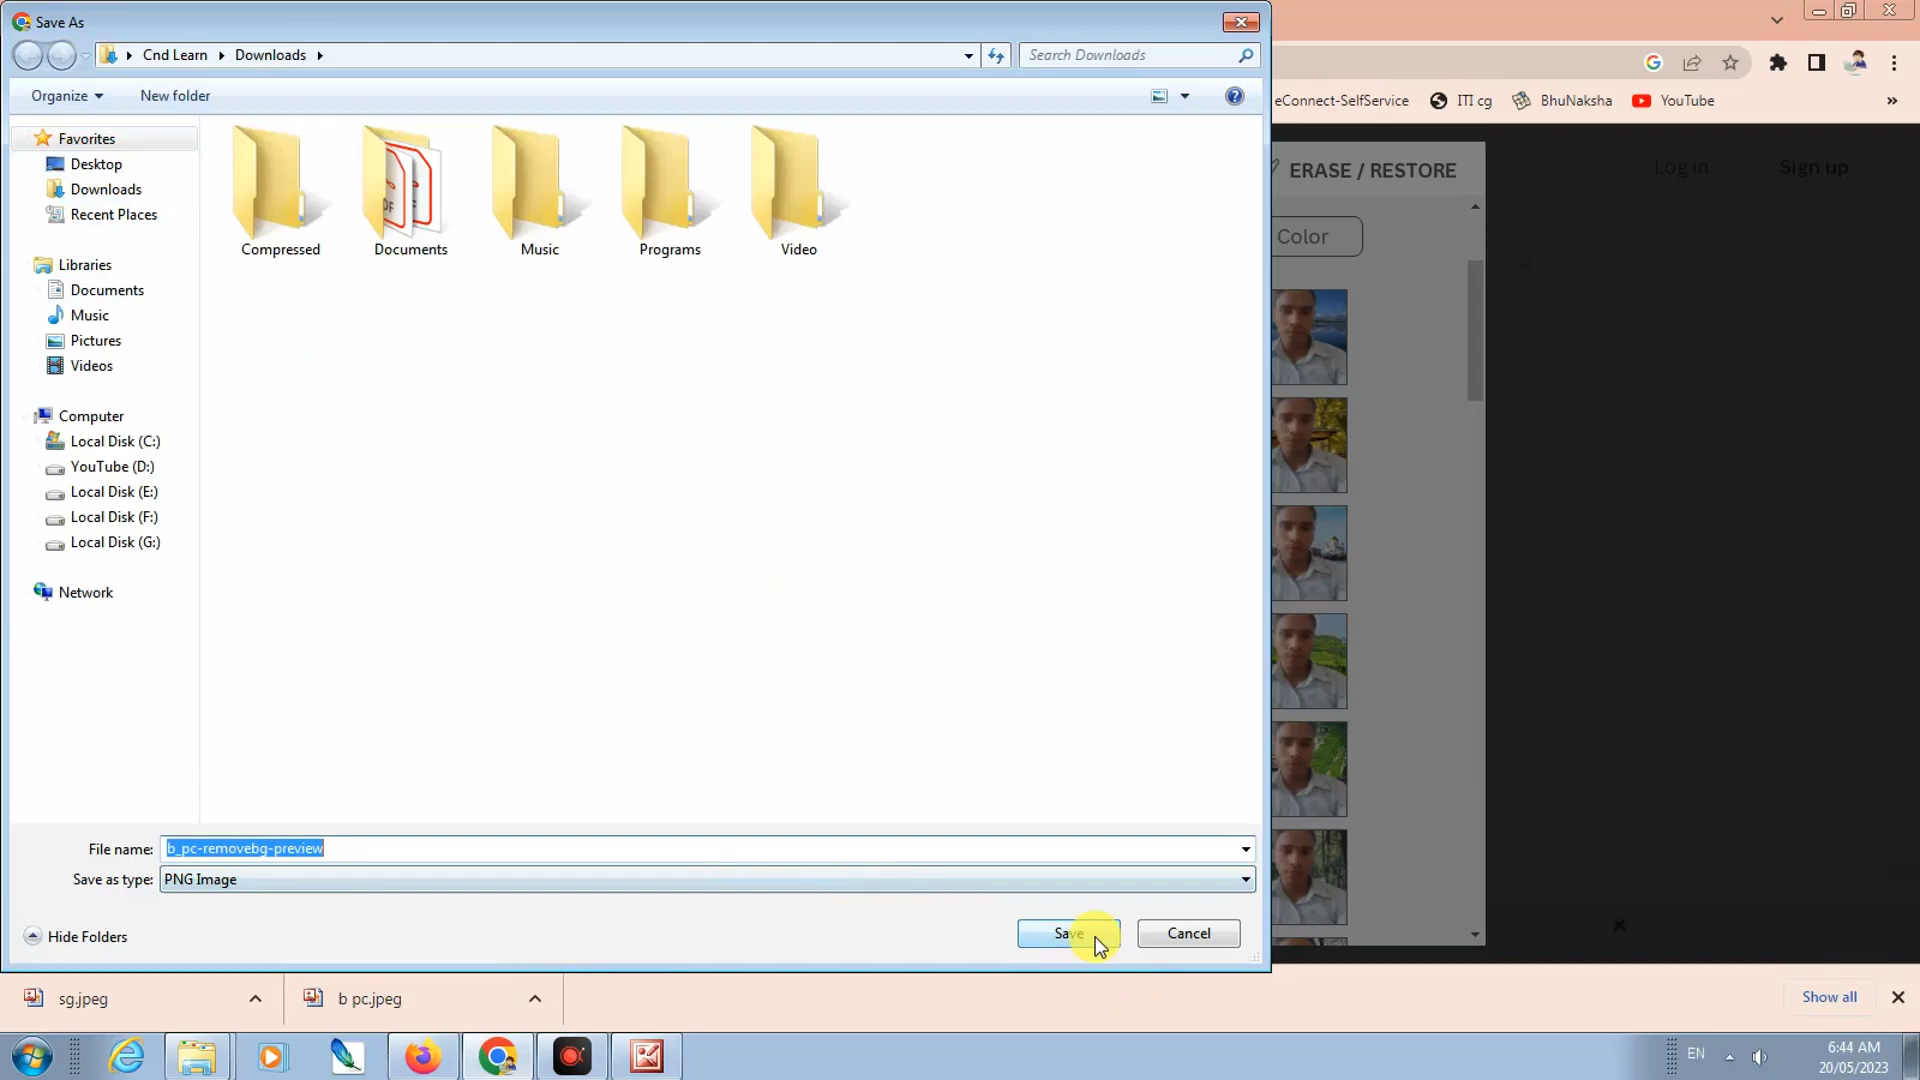 Save As
Cnd Learn
Downloads
Search Downloads
Organize
New folder
Favorites
Desktop
Downloads
Recent Places
Libraries
Documents
Music
Pictures
Videos
Computer
Local Disk (C:)
YouTube (D:)
Local Disk (E:)
Local Disk (F:)
Local Disk (G:)
Network
Compressed
Documents
Music
Programs
Video
File name: b_pc-removebg-preview
Save as type: PNG Image
Hide Folders
Save
Cancel
eConnect-SelfService
ITI cg
BhuNaksha
YouTube
ERASE / RESTORE
Log in
Sign up
Color
sg.jpeg
b pc.jpeg
Show all
EN
6:44 AM
20/05/2023